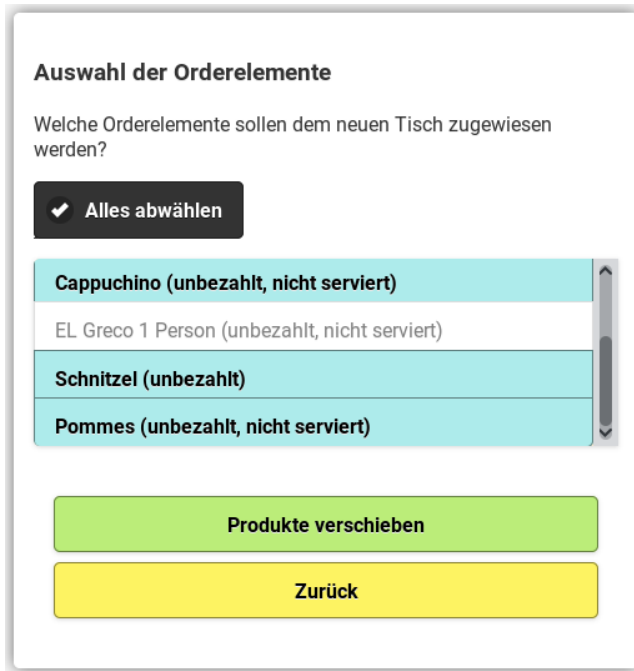 Auswahl der Orderelemente
Welche Orderelemente sollen dem neuen Tisch zugewiesen
werden?
Alles abwählen
Cappuchino (unbezahlt, nicht serviert)
EL Greco 1 Person (unbezahlt, nicht serviert)
Schnitzel (unbezahlt)
Pommes (unbezahlt, nicht serviert)
Produkte verschieben
Zurück